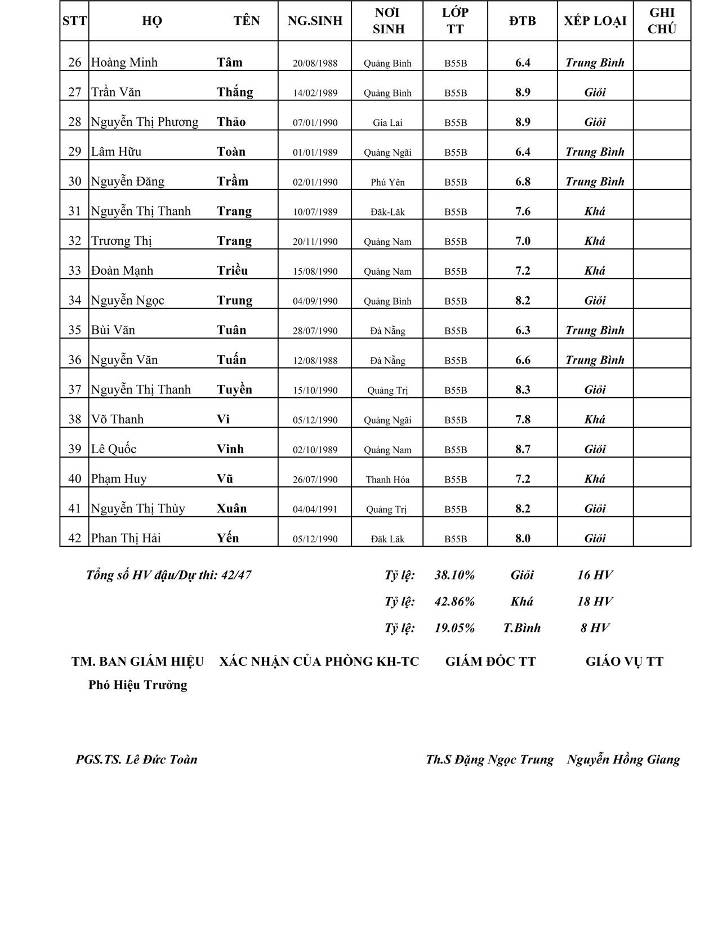 STT HỌ TÊN NG.SINH NƠI SINH LỚP TT ĐTB XẾP LOẠI GHI CHÚ
26 Hoàng Minh Tâm 20/08/1988 Quảng Bình B55B 6.4 Trung Bình
27 Trần Văn Thắng 14/02/1989 Quảng Bình B55B 8.9 Giỏi
28 Nguyễn Thị Phương Thảo 07/01/1990 Gia Lai B55B 8.9 Giỏi
29 Lâm Hữu Toàn 01/01/1989 Quảng Ngãi B55B 6.4 Trung Bình
30 Nguyễn Đăng Trầm 02/01/1990 Phú Yên B55B 6.8 Trung Bình
31 Nguyễn Thị Thanh Trang 10/07/1989 Đăk-Lăk B55B 7.6 Khá
32 Trương Thị Trang 20/11/1990 Quảng Nam B55B 7.0 Khá
33 Đoàn Mạnh Triều 15/08/1990 Quảng Nam B55B 7.2 Khá
34 Nguyễn Ngọc Trung 04/09/1990 Quảng Bình B55B 8.2 Giỏi
35 Bùi Văn Tuân 28/07/1990 Đà Nẵng B55B 6.3 Trung Bình
36 Nguyễn Văn Tuấn 12/08/1988 Đà Nẵng B55B 6.6 Trung Bình
37 Nguyễn Thị Thanh Tuyền 15/10/1990 Quảng Trị B55B 8.3 Giỏi
38 Võ Thanh Vi 05/12/1990 Quảng Ngãi B55B 7.8 Khá
39 Lê Quốc Vinh 02/10/1989 Quảng Nam B55B 8.7 Giỏi
40 Phạm Huy Vũ 26/07/1990 Thanh Hóa B55B 7.2 Khá
41 Nguyễn Thị Thùy Xuân 04/04/1991 Quảng Trị B55B 8.2 Giỏi
42 Phan Thị Hải Yến 05/12/1990 Đăk Lăk B55B 8.0 Giỏi
Tổng số HV đậu/Dự thi: 42/47 Tỷ lệ: 38.10% Giỏi 16 HV
Tỷ lệ: 42.86% Khá 18 HV
Tỷ lệ: 19.05% T.Bình 8 HV
TM. BAN GIÁM HIỆU XÁC NHẬN CỦA PHÒNG KH-TC GIÁM ĐỐC TT GIÁO VỤ TT
Phó Hiệu Trưởng
PGS.TS. Lê Đức Toàn Th.S Đặng Ngọc Trung Nguyễn Hồng Giang